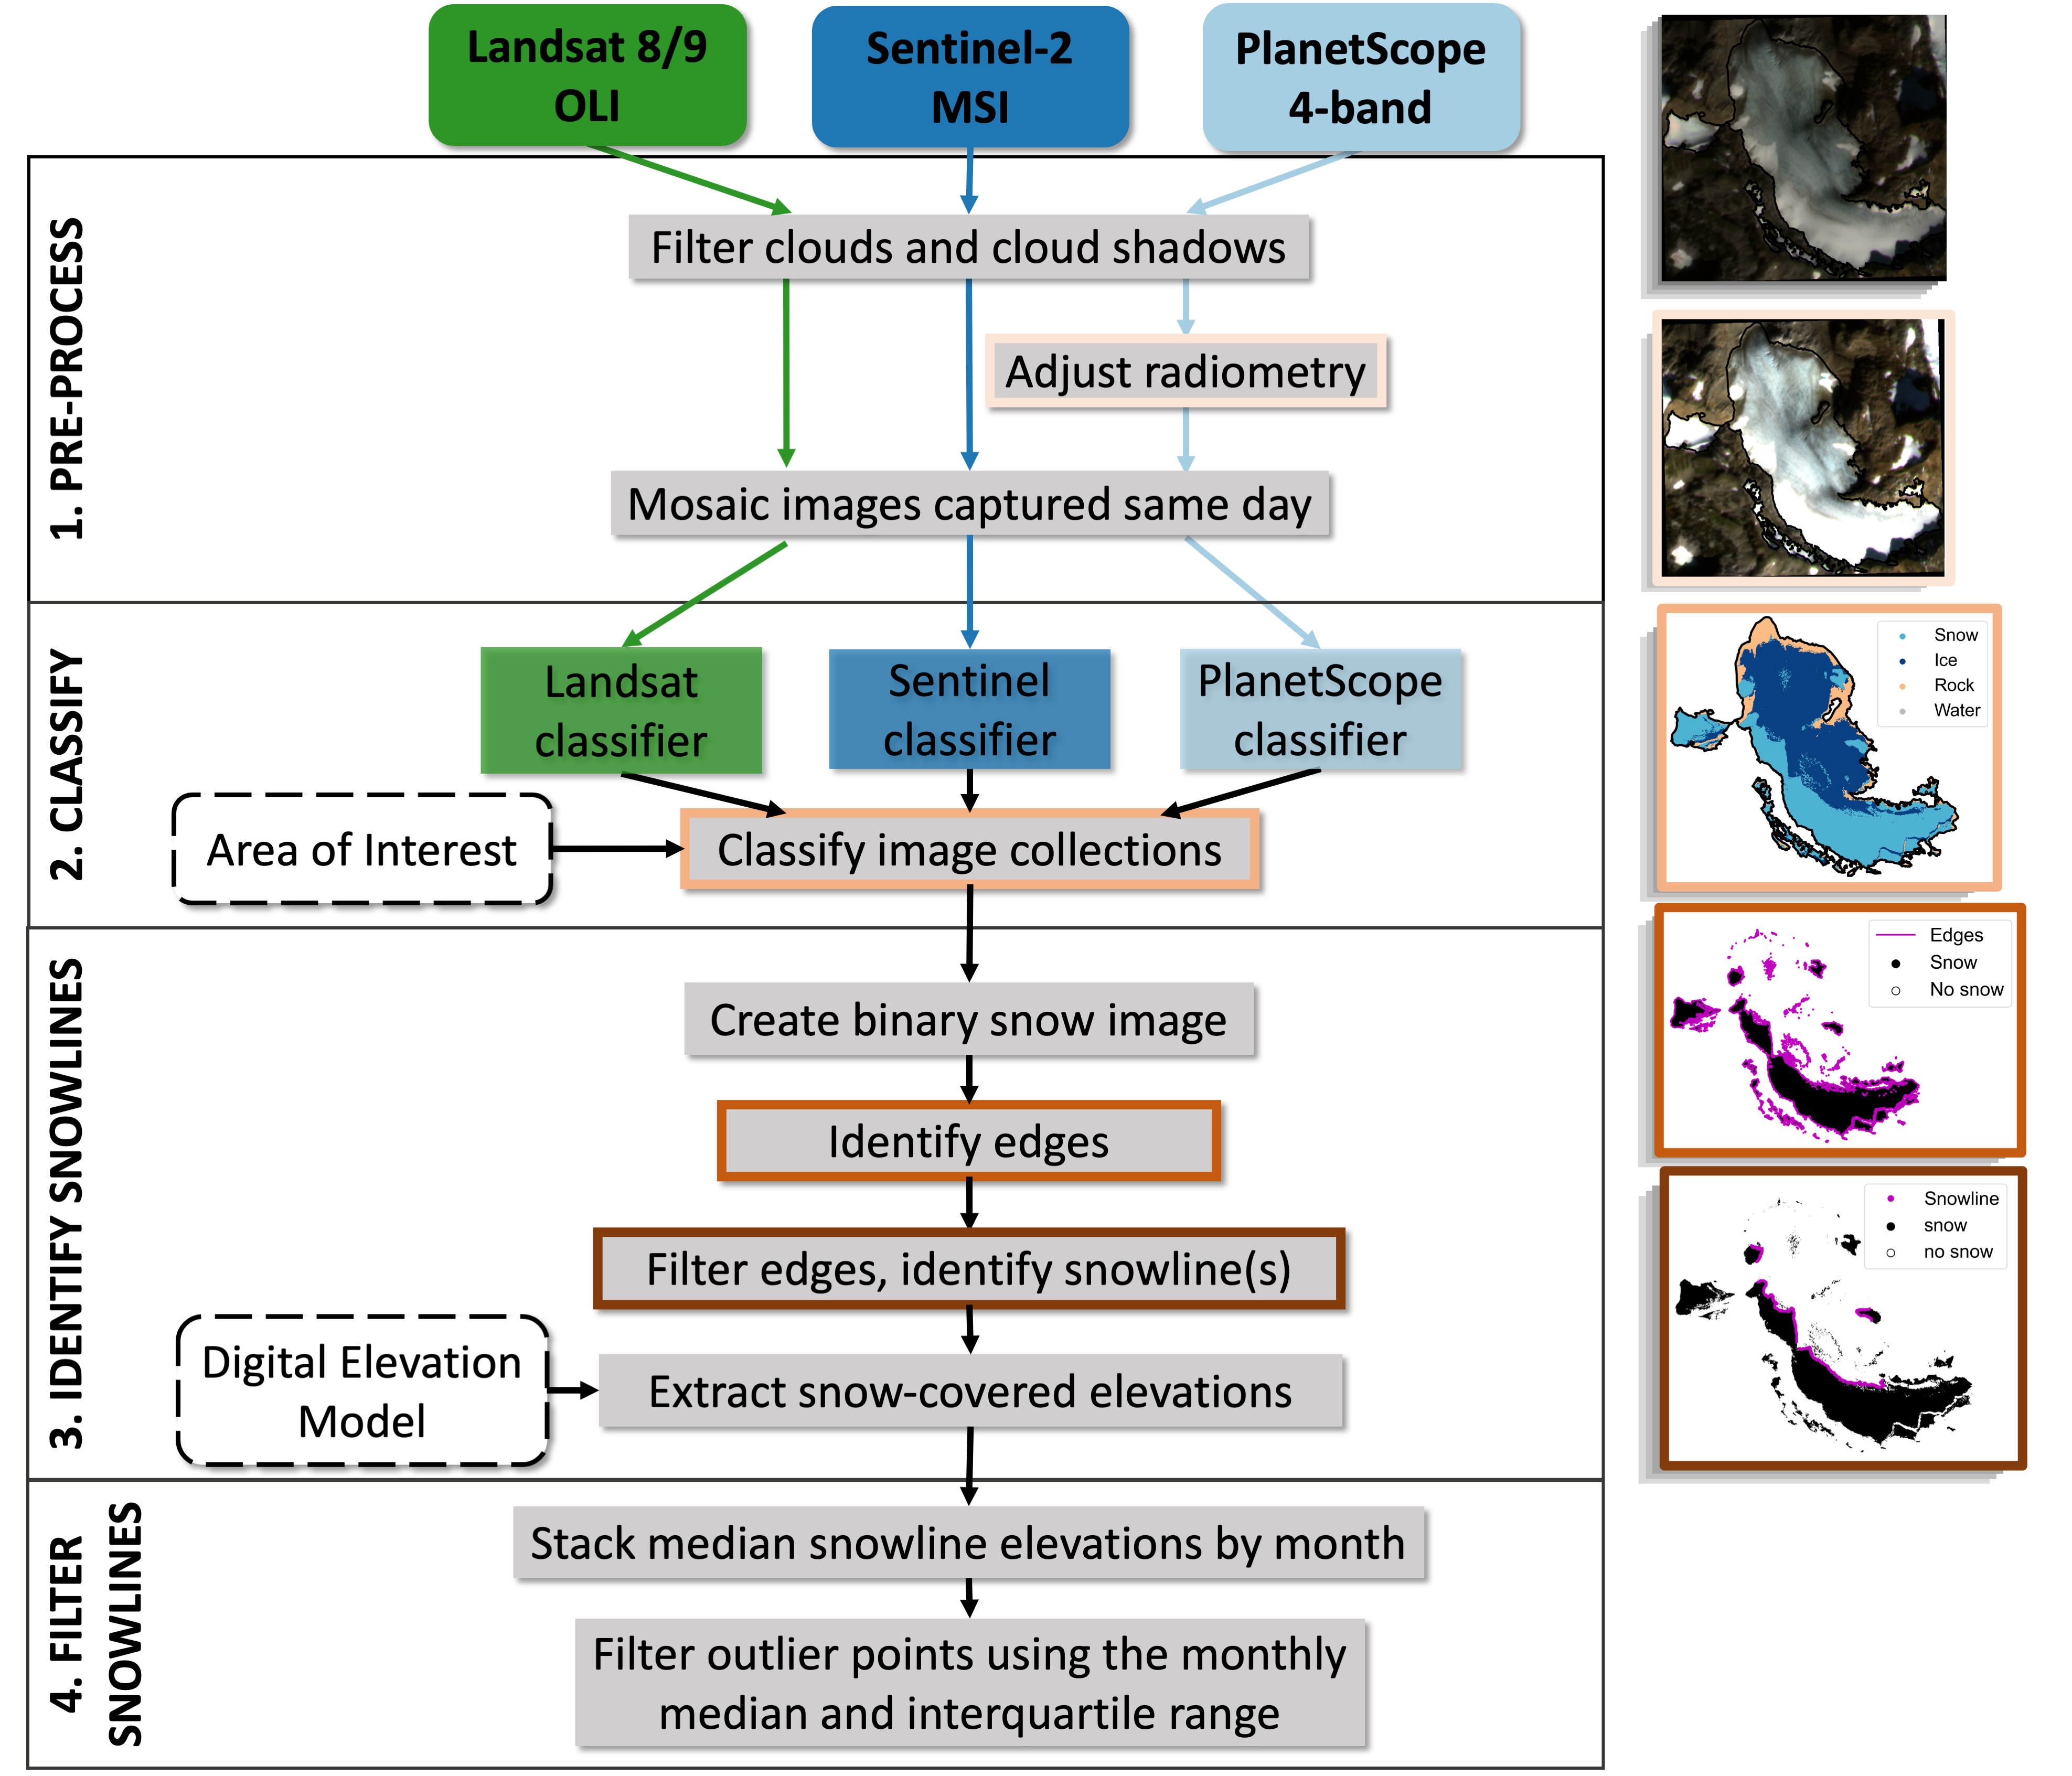 Landsat 8/9
OLI
Sentinel-2
MSI
PlanetScope
4-band
1. PRE-PROCESS
Filter clouds and cloud shadows
Adjust radiometry
Mosaic images captured same day
2. CLASSIFY
Landsat
classifier
Sentinel
classifier
PlanetScope
classifier
Area of Interest
Classify image collections
Snow
Ice
Rock
Water
3. IDENTIFY SNOWLINES
Create binary snow image
Identify edges
Filter edges, identify snowline(s)
Digital Elevation
Model
Extract snow-covered elevations
Edges
Snow
No snow
Snowline
snow
no snow
4. FILTER
SNOWLINES
Stack median snowline elevations by month
Filter outlier points using the monthly
median and interquartile range